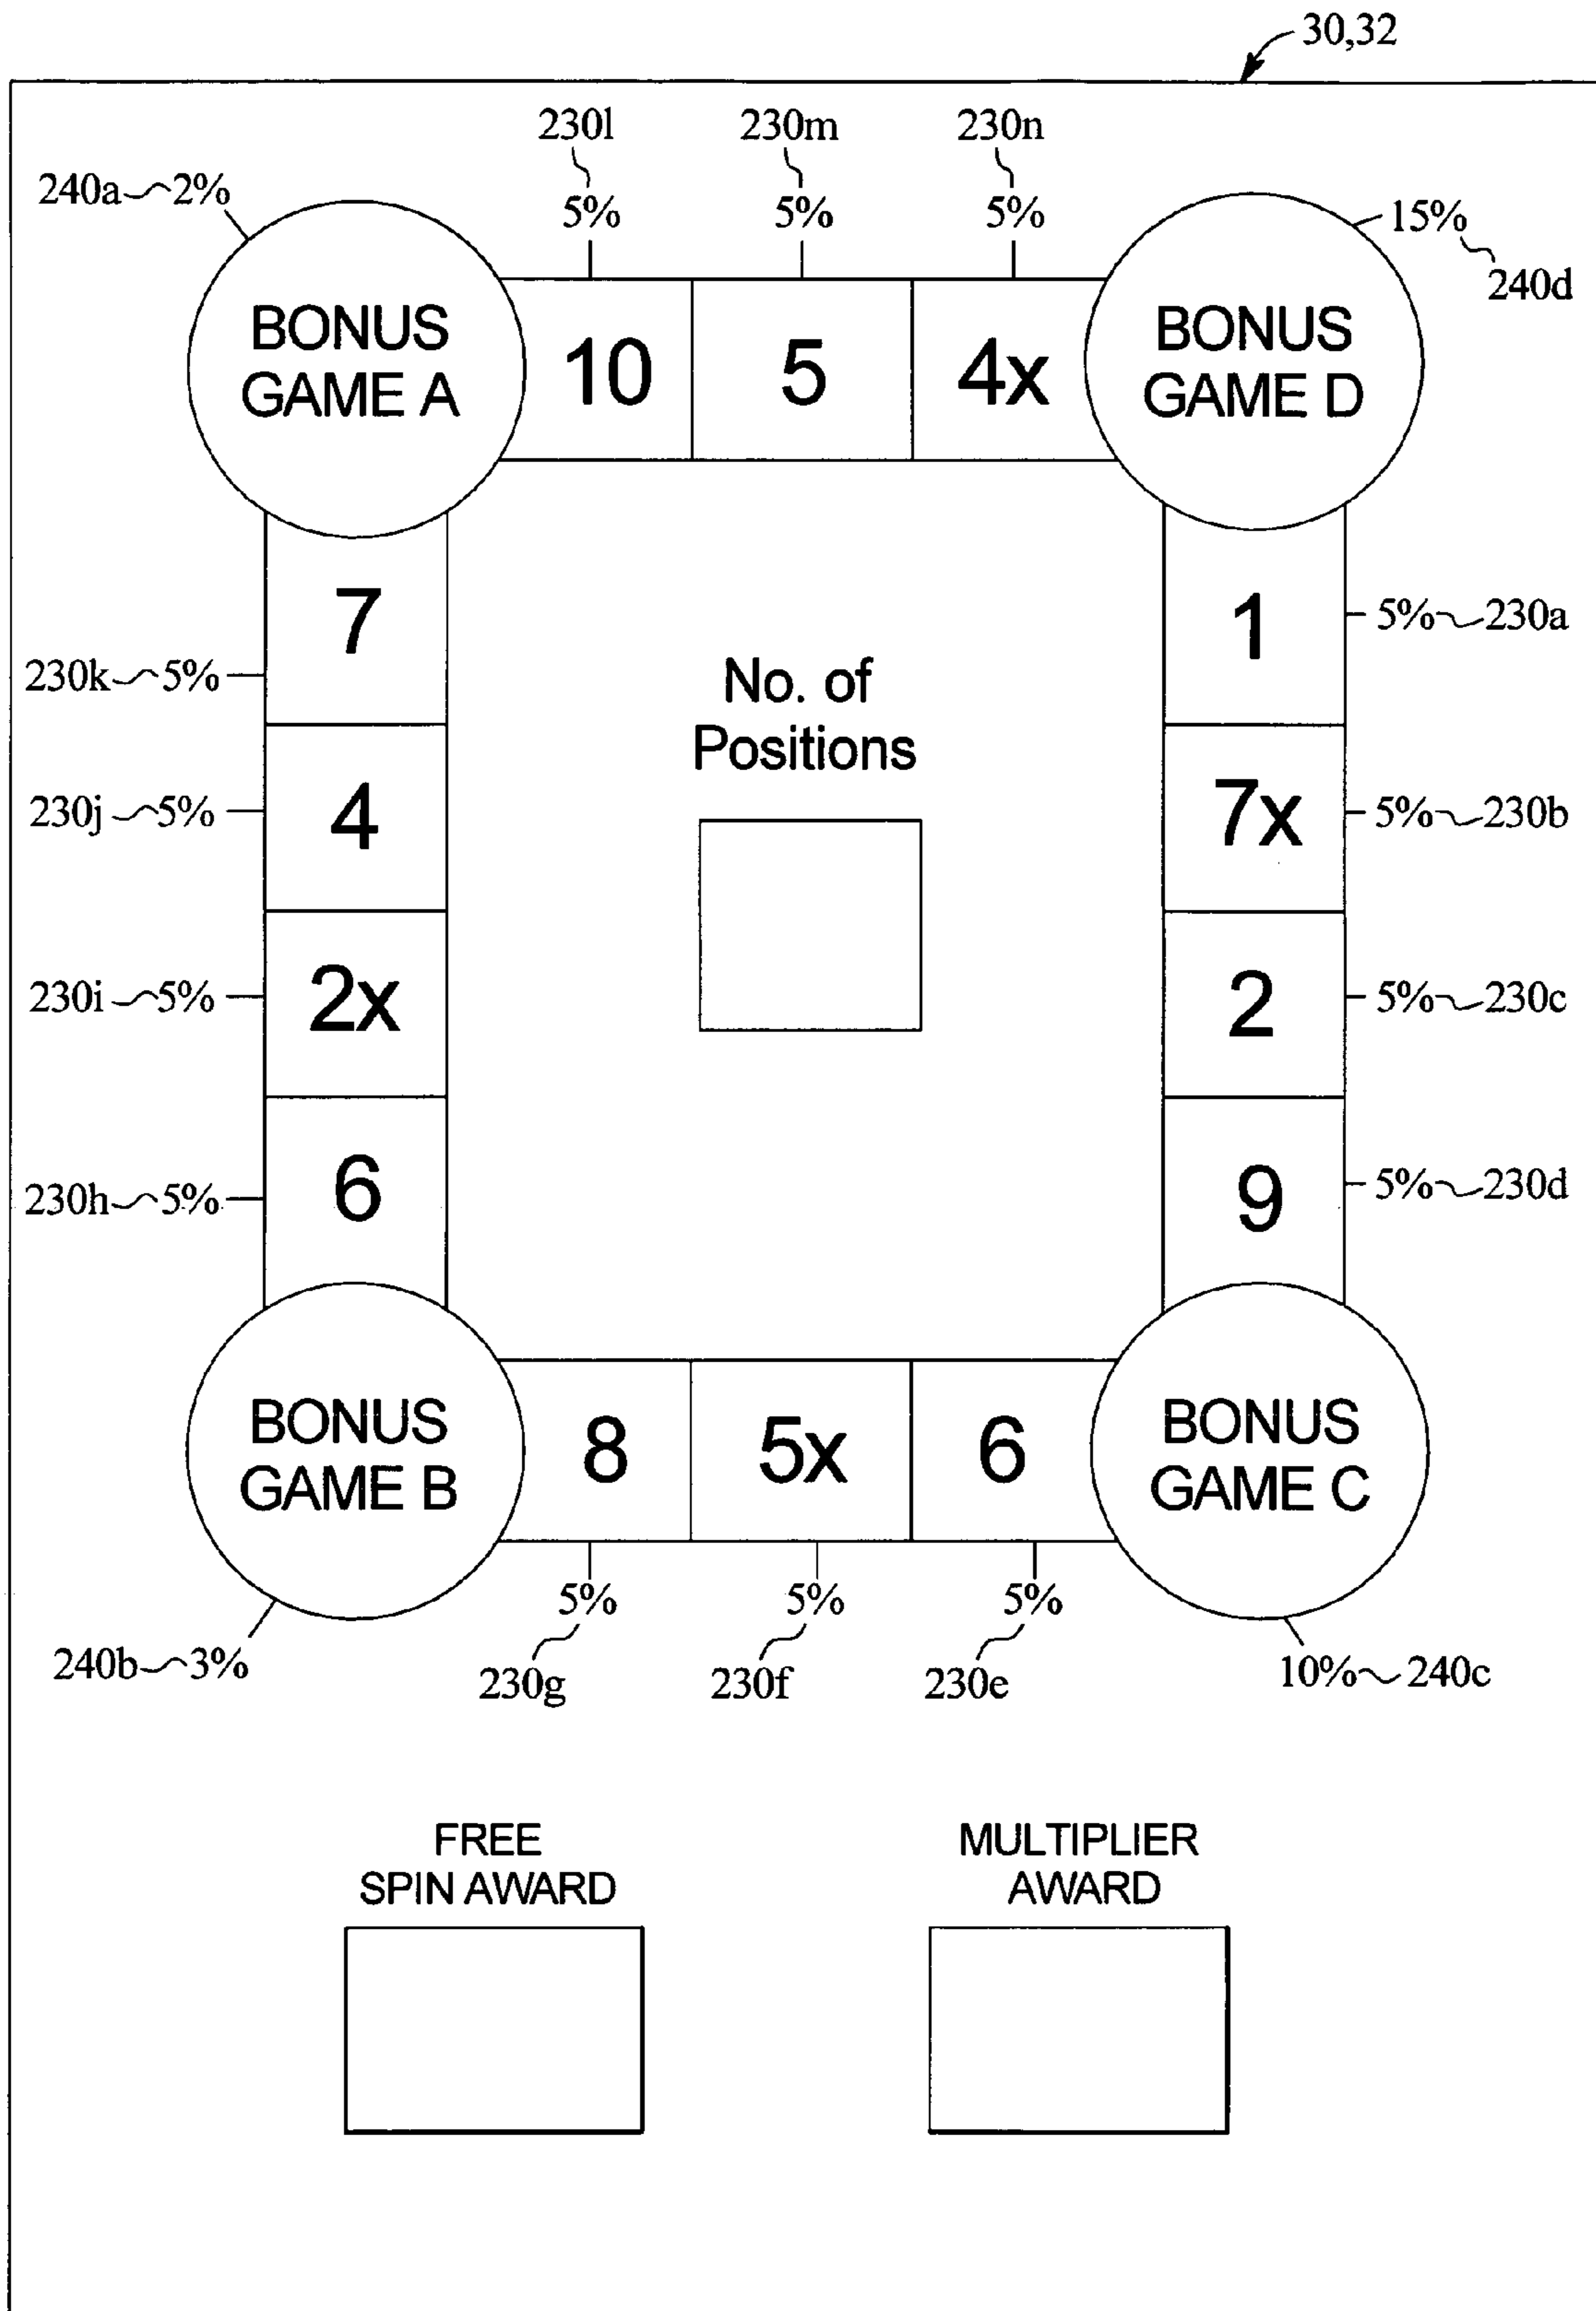 30,32
230l 230m 230n
240a 2% 5% 5% 5% 15%
240d
BONUS
GAME A
10 5 4x
BONUS
GAME D
7 1
5% 230a
230k 5%
No. of
Positions
230j 5% 4 7x 5% 230b
230i 5% 2x 2 5% 230c
230h 5% 6 9 5% 230d
BONUS
GAME B
8 5x 6
BONUS
GAME C
5% 5% 5%
240b 3% 230g 230f 230e 10% 240c
FREE
SPIN AWARD
MULTIPLIER
AWARD